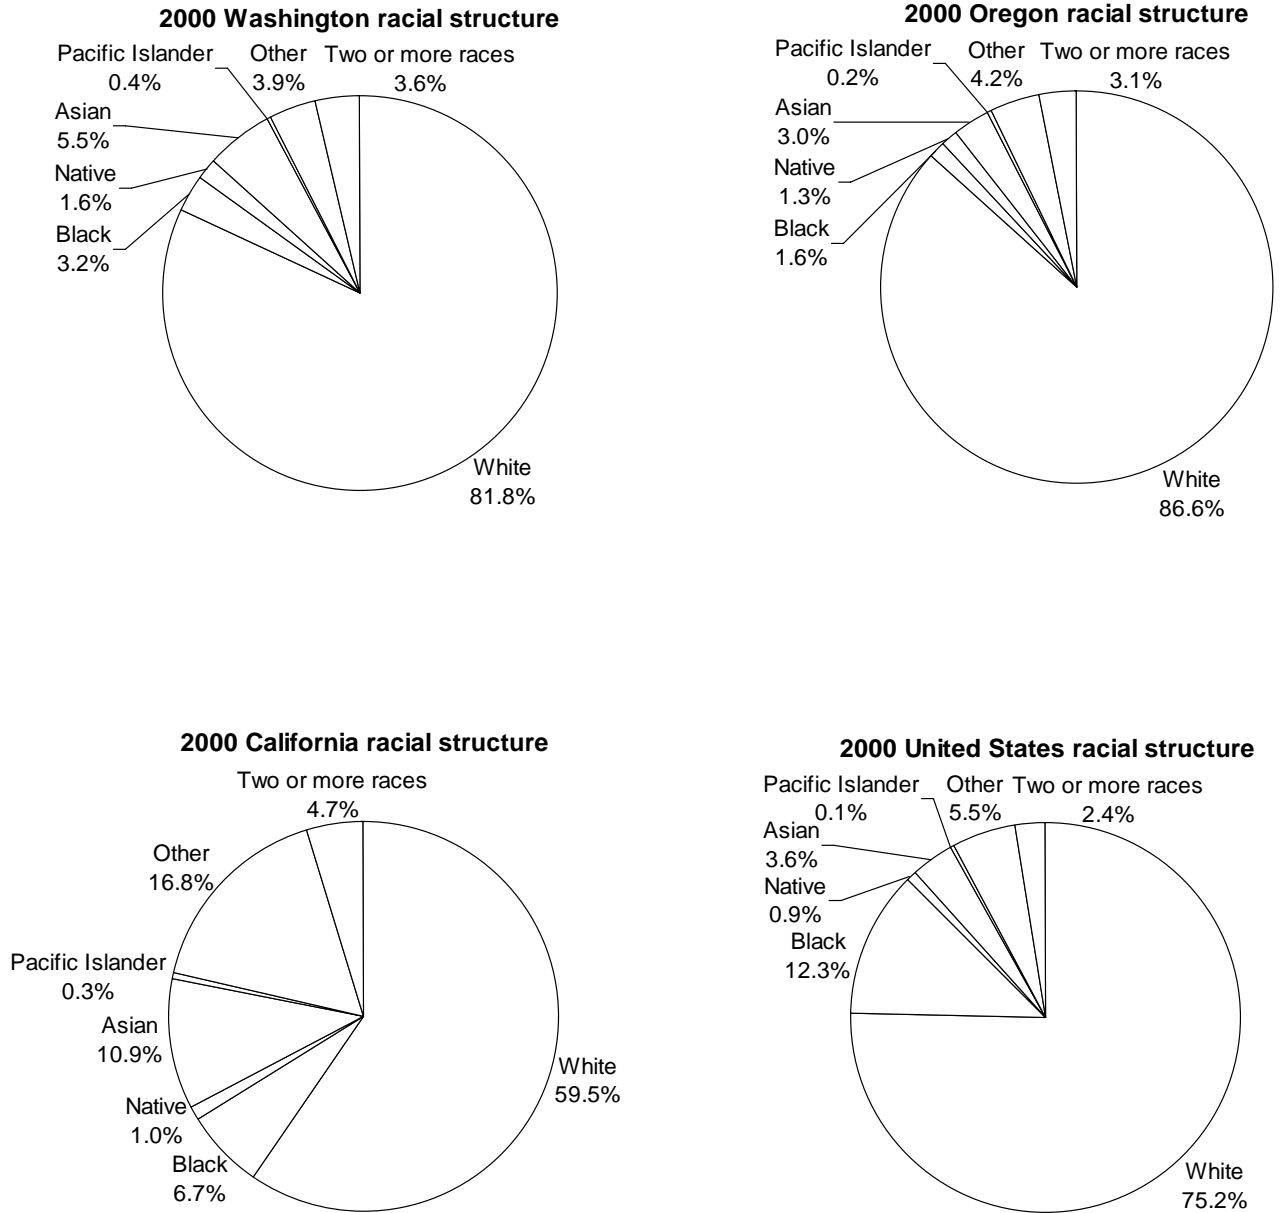 2000 Washington racial structure
Pacific Islander
0.4%
Other
3.9%
Two or more races
3.6%
Asian
5.5%
Native
1.6%
Black
3.2%
White
81.8%
2000 Oregon racial structure
Pacific Islander
0.2%
Other
4.2%
Two or more races
3.1%
Asian
3.0%
Native
1.3%
Black
1.6%
White
86.6%
2000 California racial structure
Two or more races
4.7%
Other
16.8%
Pacific Islander
0.3%
Asian
10.9%
Native
1.0%
Black
6.7%
White
59.5%
2000 United States racial structure
Pacific Islander
0.1%
Other
5.5%
Two or more races
2.4%
Asian
3.6%
Native
0.9%
Black
12.3%
White
75.2%